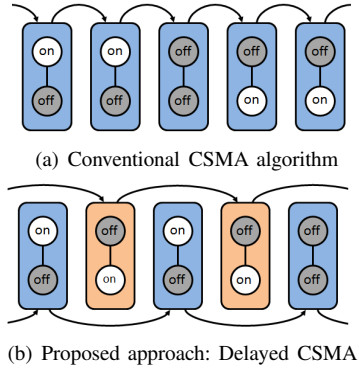 on on off off off
off off off on on
(a) Conventional CSMA algorithm
on off on off off
off on off on off
(b) Proposed approach: Delayed CSMA